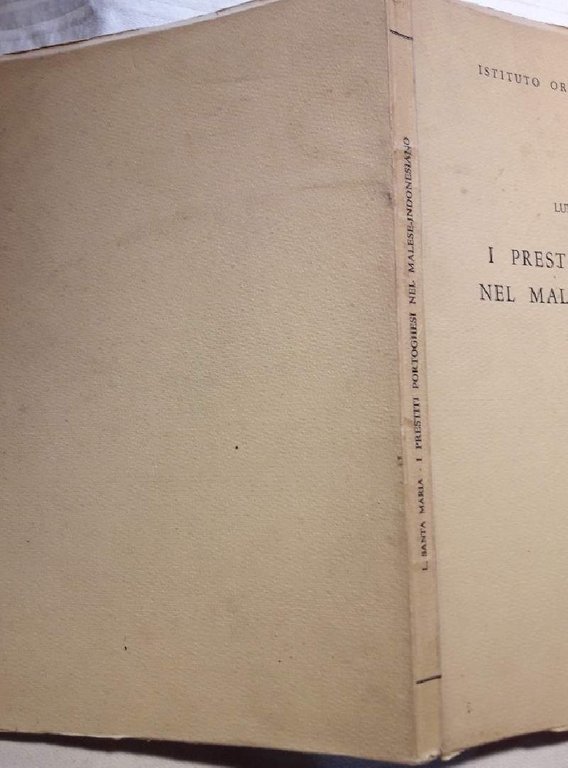 L. SANTA MARIA - I PRESTITI PORTOGHESI NEL MALESE-INDONESIANO
ISTITUTO OR
LU
I PREST
NEL MAL